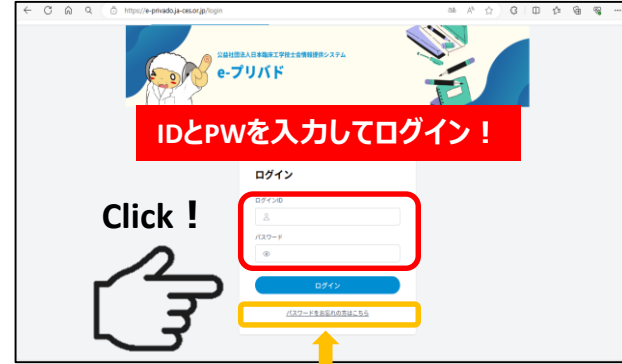 https://e-privado.ja-ces.or.jp/login
公益社団法人日本臨床工学技士会情報提供システム
e-プリバド
IDとPWを入力してログイン！
ログイン
ログインID
Click！
パスワード
ログイン
パスワードをお忘れの方はこちら